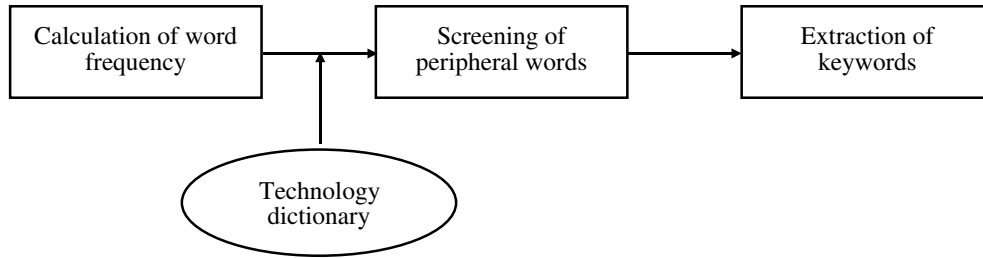 Calculation of word
frequency
Screening of
peripheral words
Extraction of
keywords
Technology
dictionary